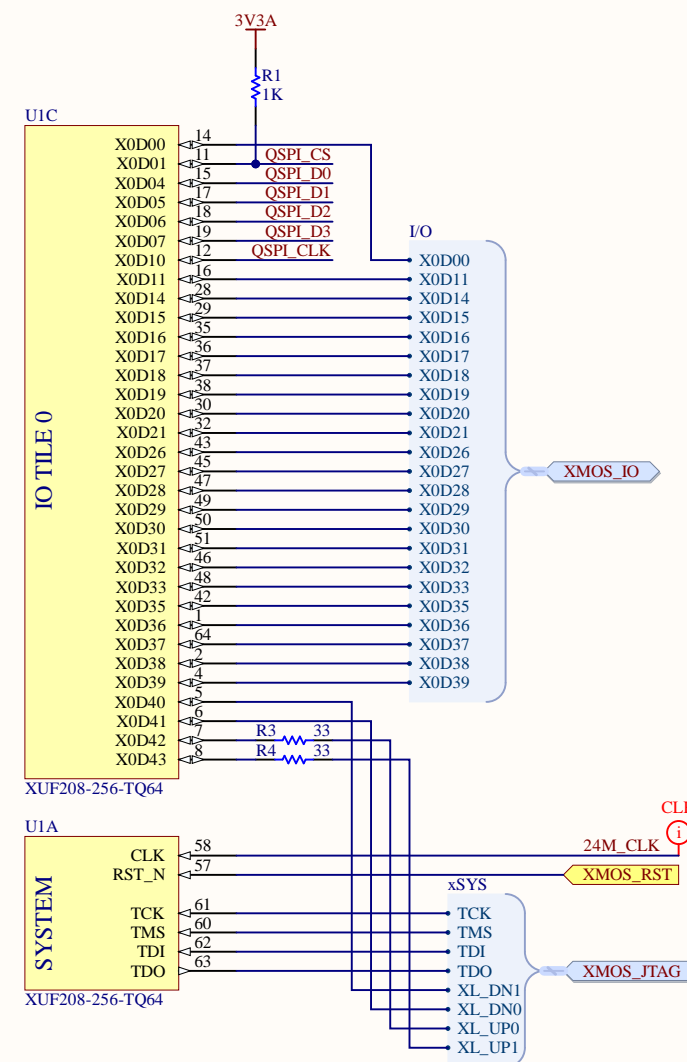 3V3A
R1
1K
U1C
X0D00 14
X0D01 11 QSPI_CS
X0D04 15 QSPI_D0
X0D05 17 QSPI_D1
X0D06 18 QSPI_D2
X0D07 19 QSPI_D3
X0D10 12 QSPI_CLK
X0D11 16
X0D14 28
X0D15 29
X0D16 35
X0D17 36
X0D18 37
X0D19 38
X0D20 30
X0D21 32
X0D26 43
X0D27 45
X0D28 47
X0D29 49
X0D30 50
X0D31 51
X0D32 46
X0D33 48
X0D35 42
X0D36 1
X0D37 64
X0D38 2
X0D39 4
X0D40 5
X0D41 6
X0D42 7 R3 33
X0D43 8 R4 33
IO TILE 0
XUF208-256-TQ64
I/O
X0D00
X0D11
X0D14
X0D15
X0D16
X0D17
X0D18
X0D19
X0D20
X0D21
X0D26
X0D27
X0D28
X0D29
X0D30
X0D31
X0D32
X0D33
X0D35
X0D36
X0D37
X0D38
X0D39
XMOS_IO
U1A
CLK 58 24M_CLK
RST_N 57 XMOS_RST
TCK 61
TMS 60
TDI 62
TDO 63
SYSTEM
XUF208-256-TQ64
i
xSYS
TCK
TMS
TDI
TDO
XL_DN1
XL_DN0
XL_UP0
XL_UP1
XMOS_JTAG